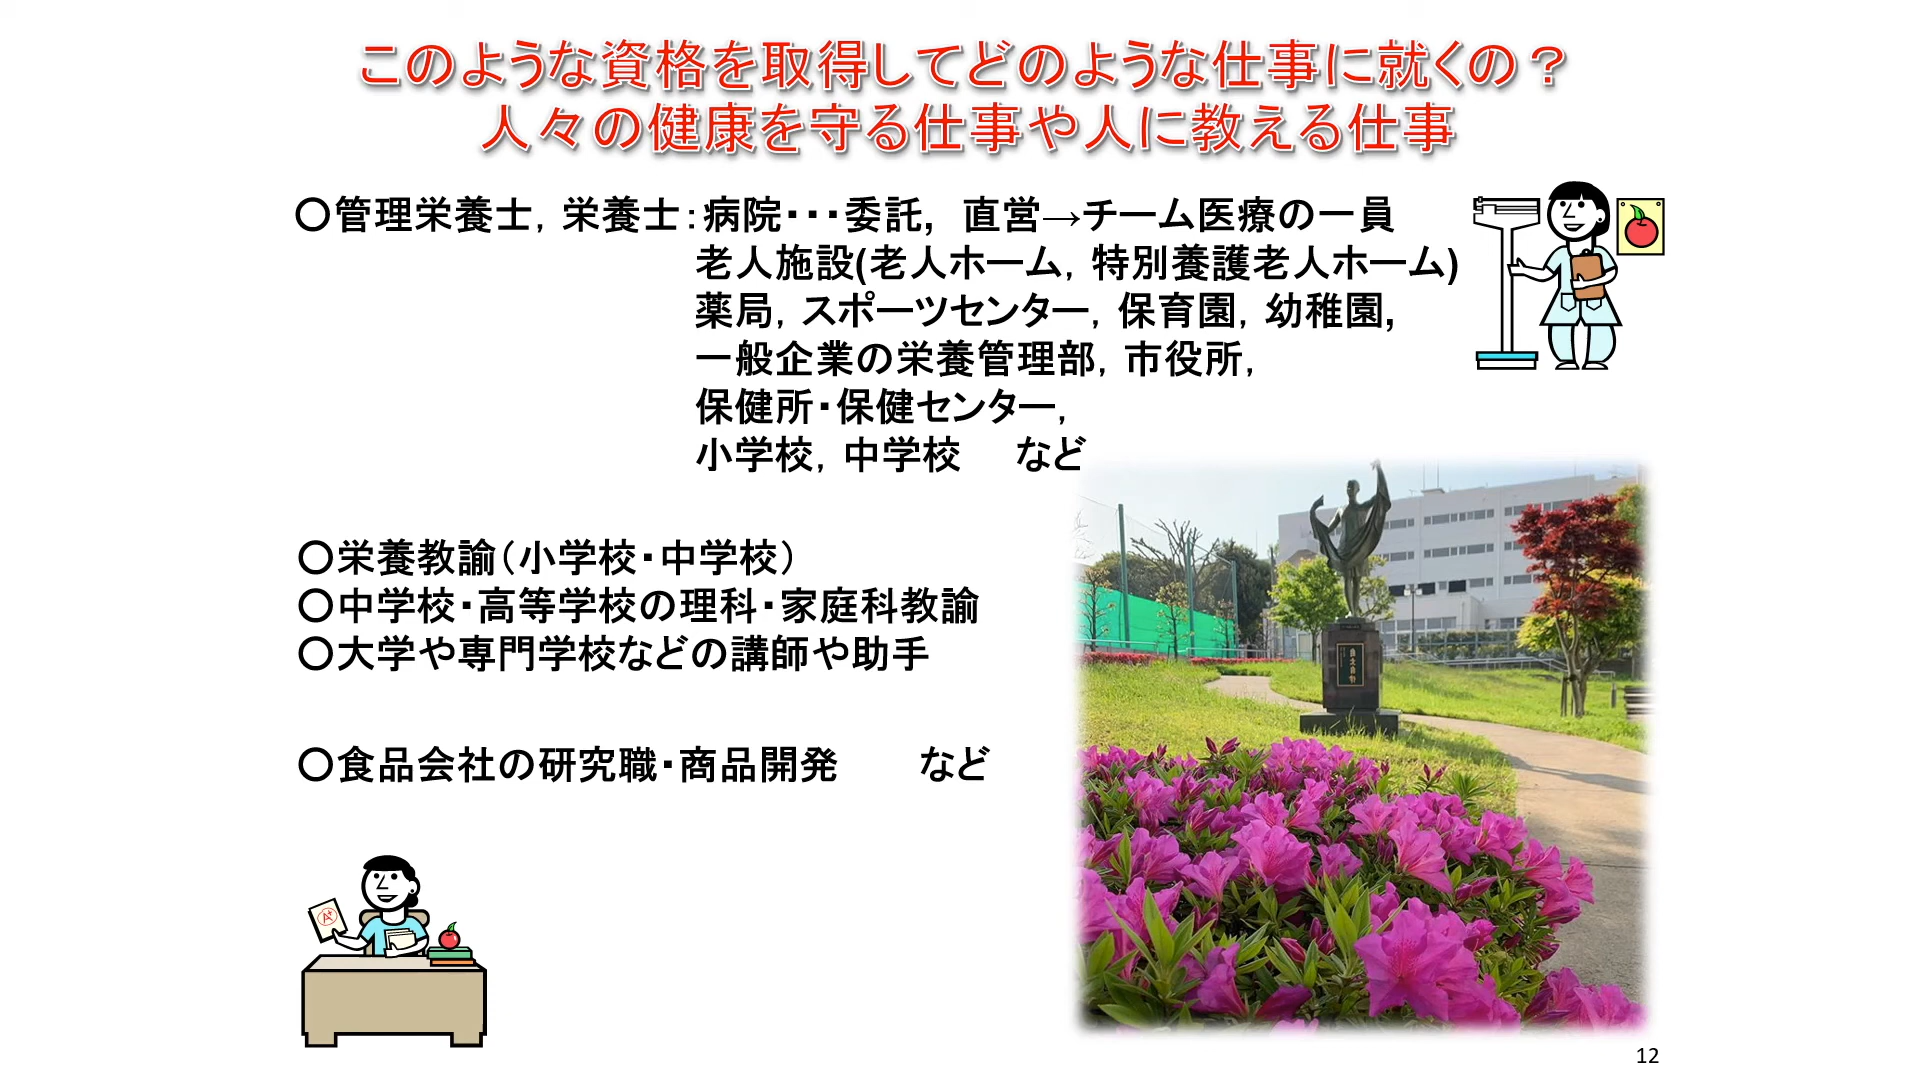 このような資格を取得してどのような仕事に就くの？
人々の健康を守る仕事や人に教える仕事
〇管理栄養士，栄養士：病院・・・委託， 直営→チーム医療の一員
老人施設(老人ホーム，特別養護老人ホーム)
薬局，スポーツセンター，保育園，幼稚園，
一般企業の栄養管理部，市役所，
保健所・保健センター，
小学校，中学校　など
〇栄養教諭（小学校・中学校）
〇中学校・高等学校の理科・家庭科教諭
〇大学や専門学校などの講師や助手
〇食品会社の研究職・商品開発　　など
A+
12